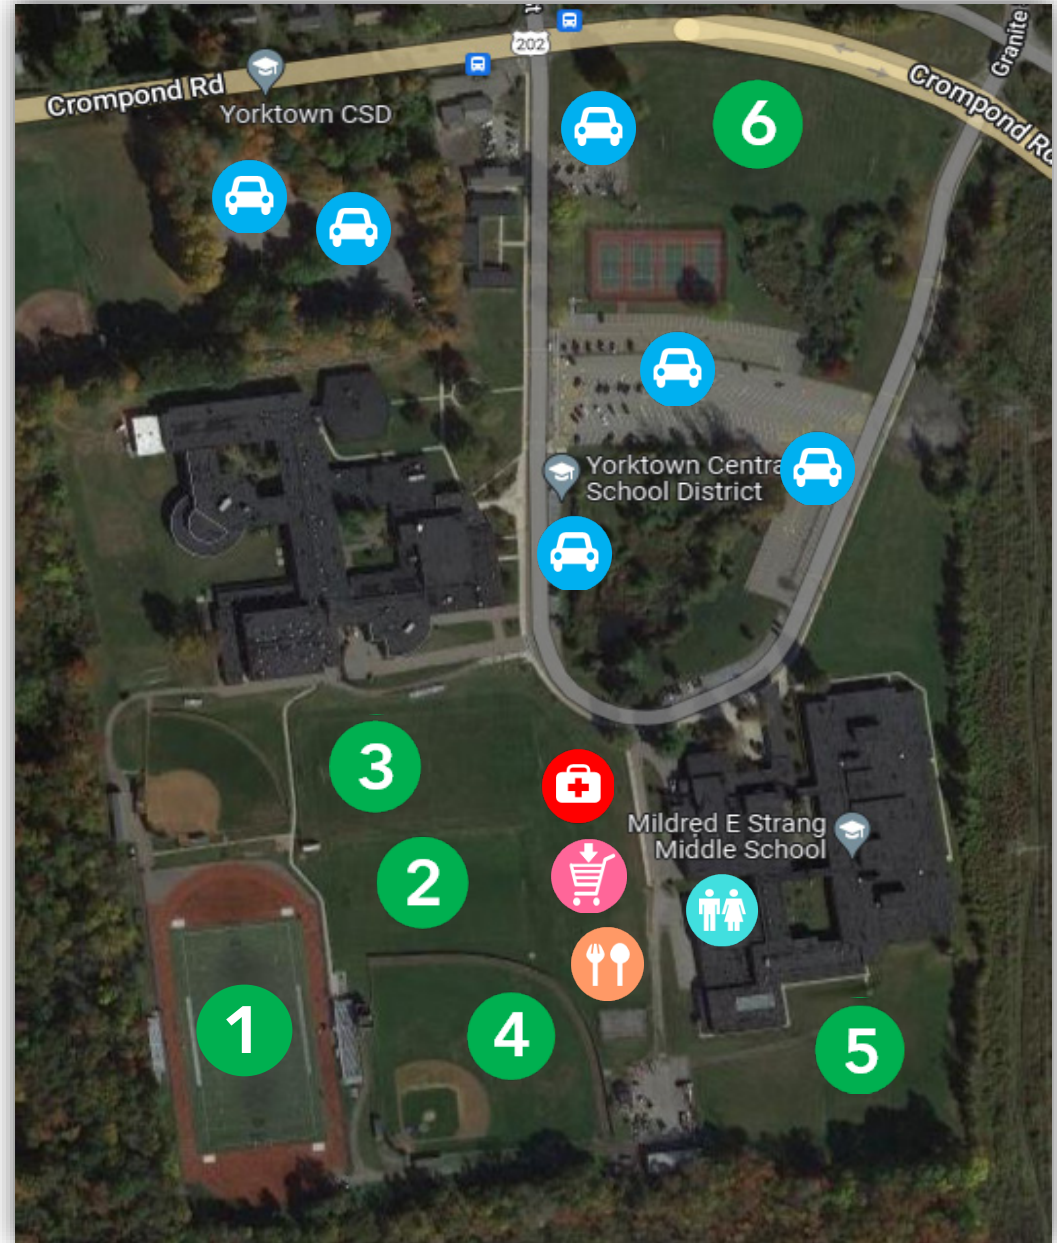 202
Granite
Crompond Rd
Crompond Rd
Yorktown CSD
6
Yorktown Centra
School District
3
Mildred E Strang
Middle School
2
1
4
5